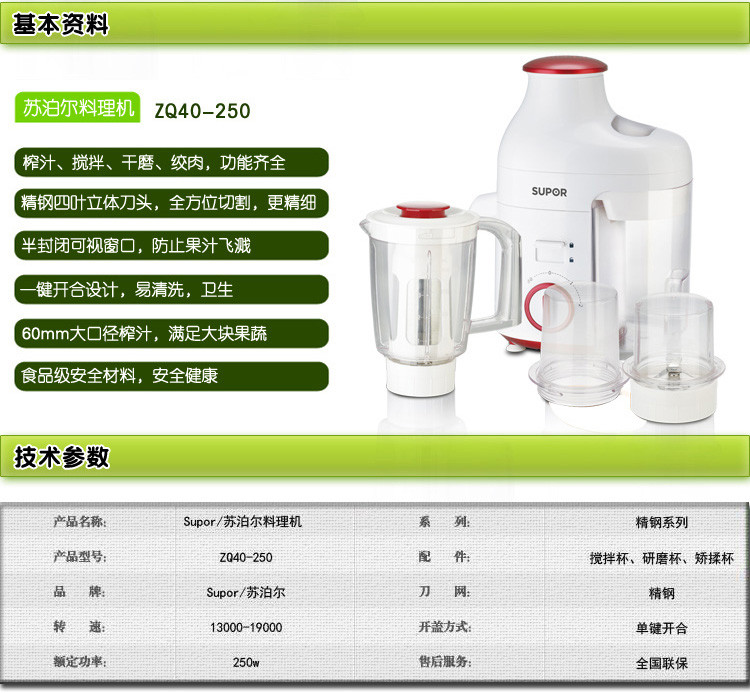 基本资料
苏泊尔料理机 ZQ40-250
榨汁、搅拌、干磨、绞肉，功能齐全
精钢四叶立体刀头，全方位切割，更精细
半封闭可视窗口，防止果汁飞溅
一键开合设计，易清洗，卫生
60mm大口径榨汁，满足大块果蔬
食品级安全材料，安全健康
SUPOR
技术参数
产品名称: Supor/苏泊尔料理机 系 列: 精钢系列
产品型号: ZQ40-250 配 件: 搅拌杯、研磨杯、矫揉杯
品 牌: Supor/苏泊尔 刀 网: 精钢
转 速: 13000-19000 开盖方式: 单键开合
额定功率: 250w 售后服务: 全国联保